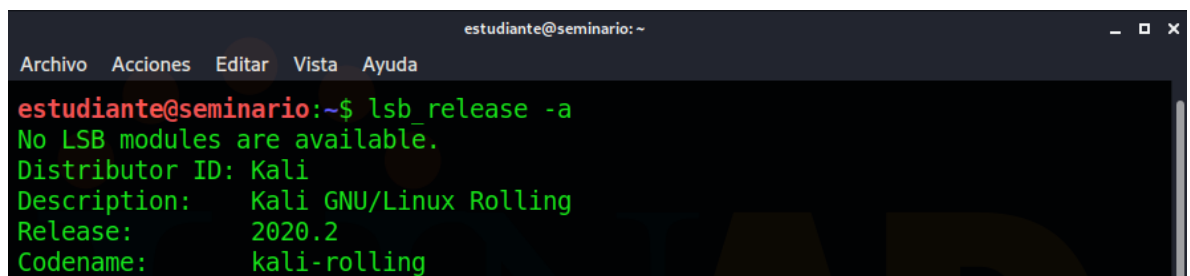 estudiante@seminario: ~
Archivo Acciones Editar Vista Ayuda
estudiante@seminario:~$ lsb_release -a
No LSB modules are available.
Distributor ID: Kali
Description: Kali GNU/Linux Rolling
Release: 2020.2
Codename: kali-rolling